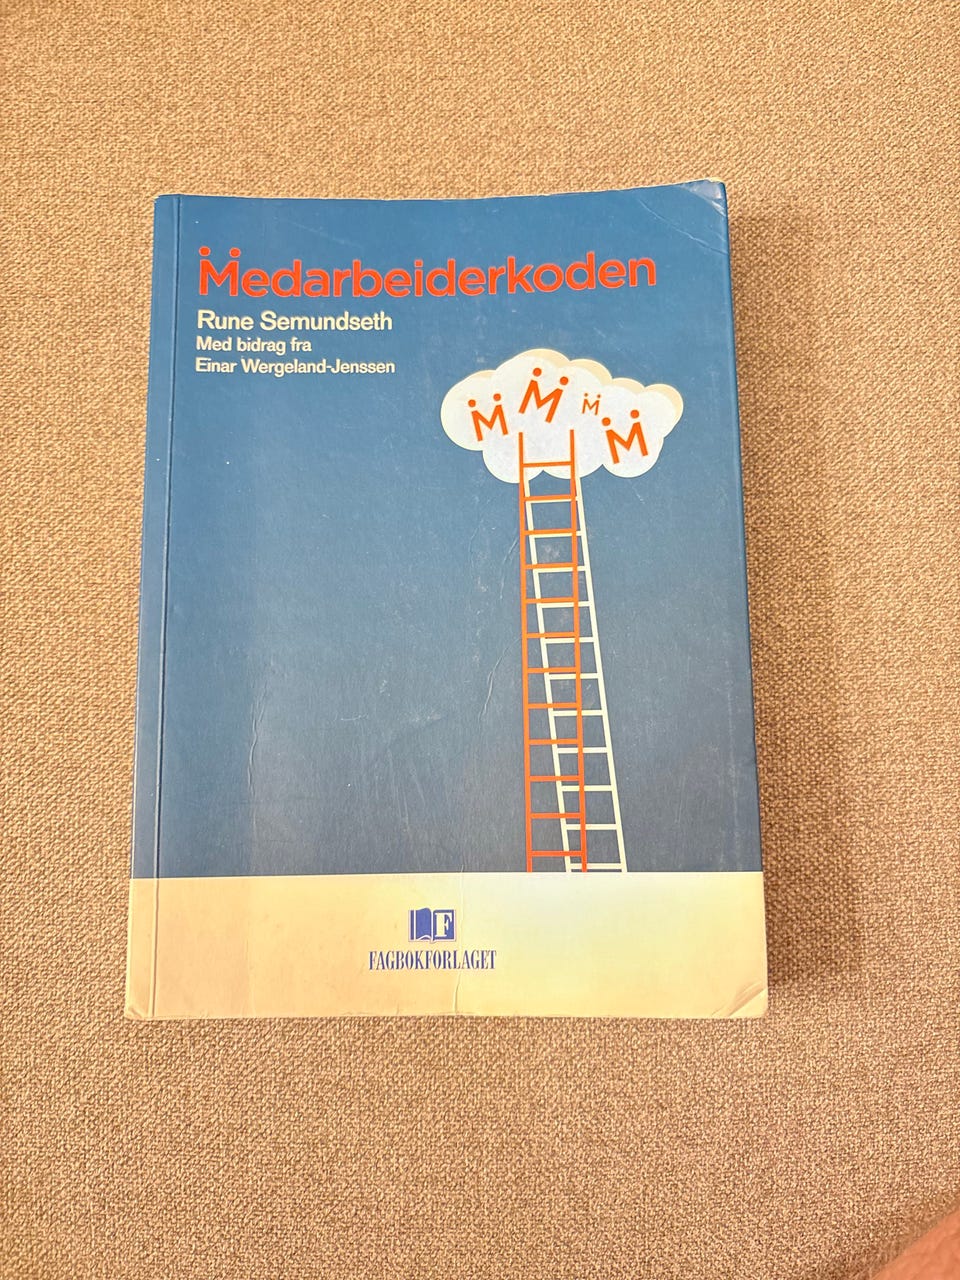 Medarbeiderkoden
Rune Semundseth
Med bidrag fra
Einar Wergeland-Jenssen
M M M M
F
FAGBOKFORLAGET